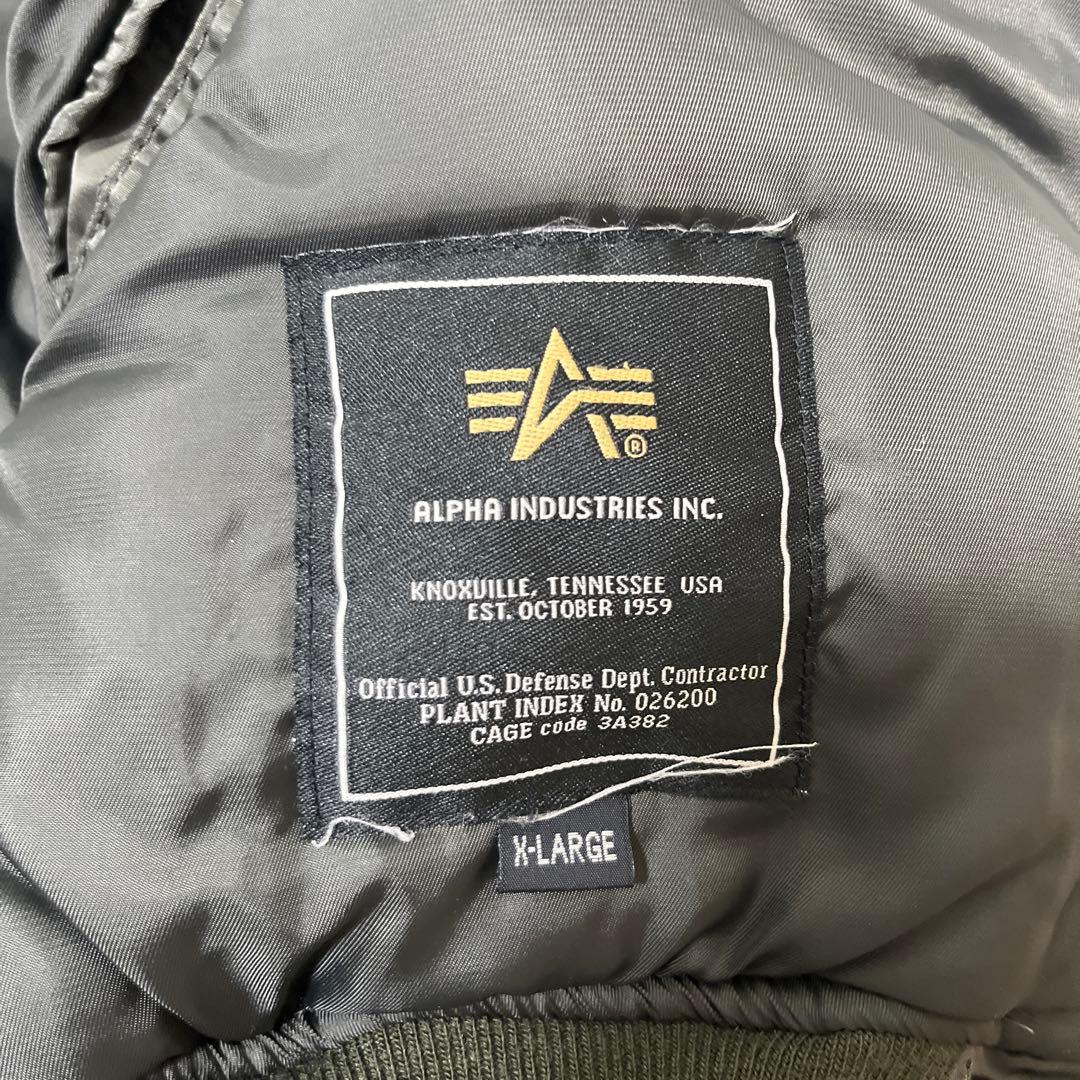 ®
ALPHA INDUSTRIES INC.
KNOXVILLE, TENNESSEE USA
EST. OCTOBER 1959
Official U.S. Defense Dept. Contractor
PLANT INDEX No. 026200
CAGE code 3A382
X-LARGE